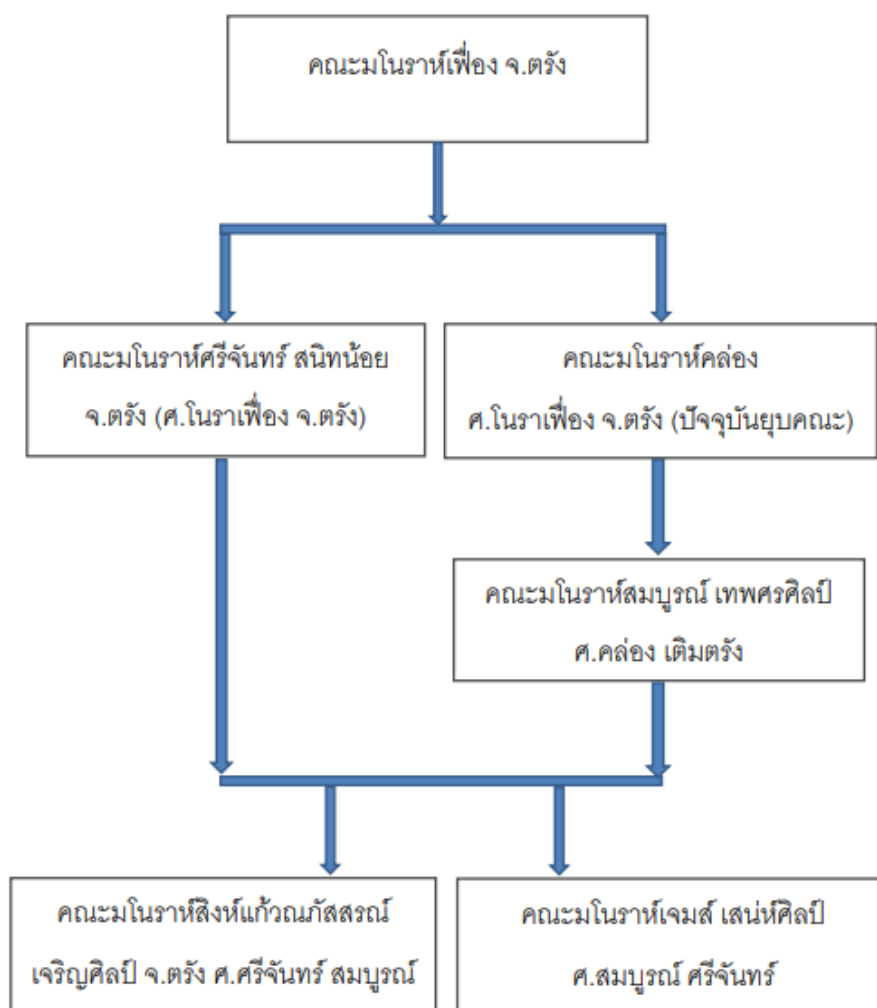 คณะมโนราห์เฟื่อง จ.ตรัง
คณะมโนราห์ศรีจันทร์ สนิทน้อย
จ.ตรัง (ศ.โนราเฟื่อง จ.ตรัง)
คณะมโนราห์คล่อง
ศ.โนราเฟื่อง จ.ตรัง (ปัจจุบันยุบคณะ)
คณะมโนราห์สมบูรณ์ เทพศรศิลป์
ศ.คล่อง เติมตรัง
คณะมโนราห์สิงห์แก้วณภัสสรณ์
เจริญศิลป์ จ.ตรัง ศ.ศรีจันทร์ สมบูรณ์
คณะมโนราห์เจมส์ เสน่ห์ศิลป์
ศ.สมบูรณ์ ศรีจันทร์